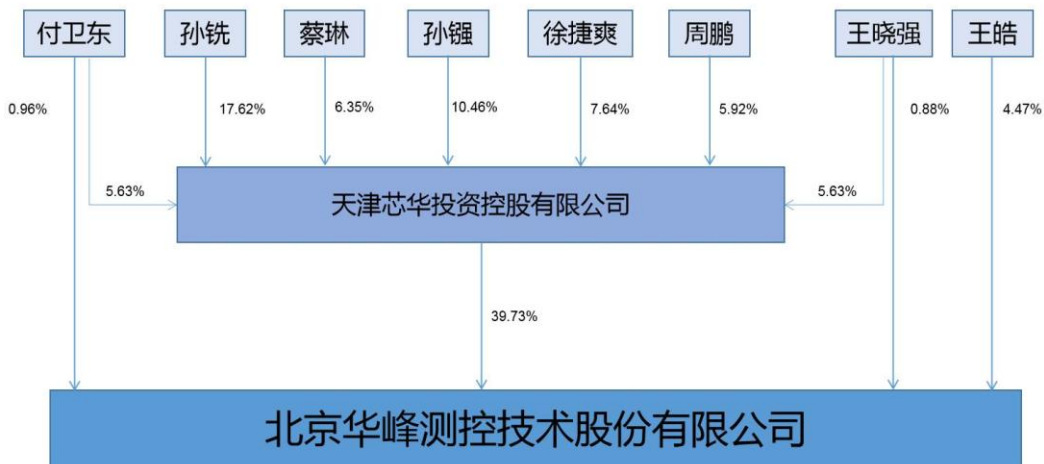 付卫东
孙铣
蔡琳
孙镪
徐捷爽
周鹏
王晓强
王皓
0.96%
17.62%
6.35%
10.46%
7.64%
5.92%
0.88%
4.47%
5.63%
天津芯华投资控股有限公司
5.63%
39.73%
北京华峰测控技术股份有限公司